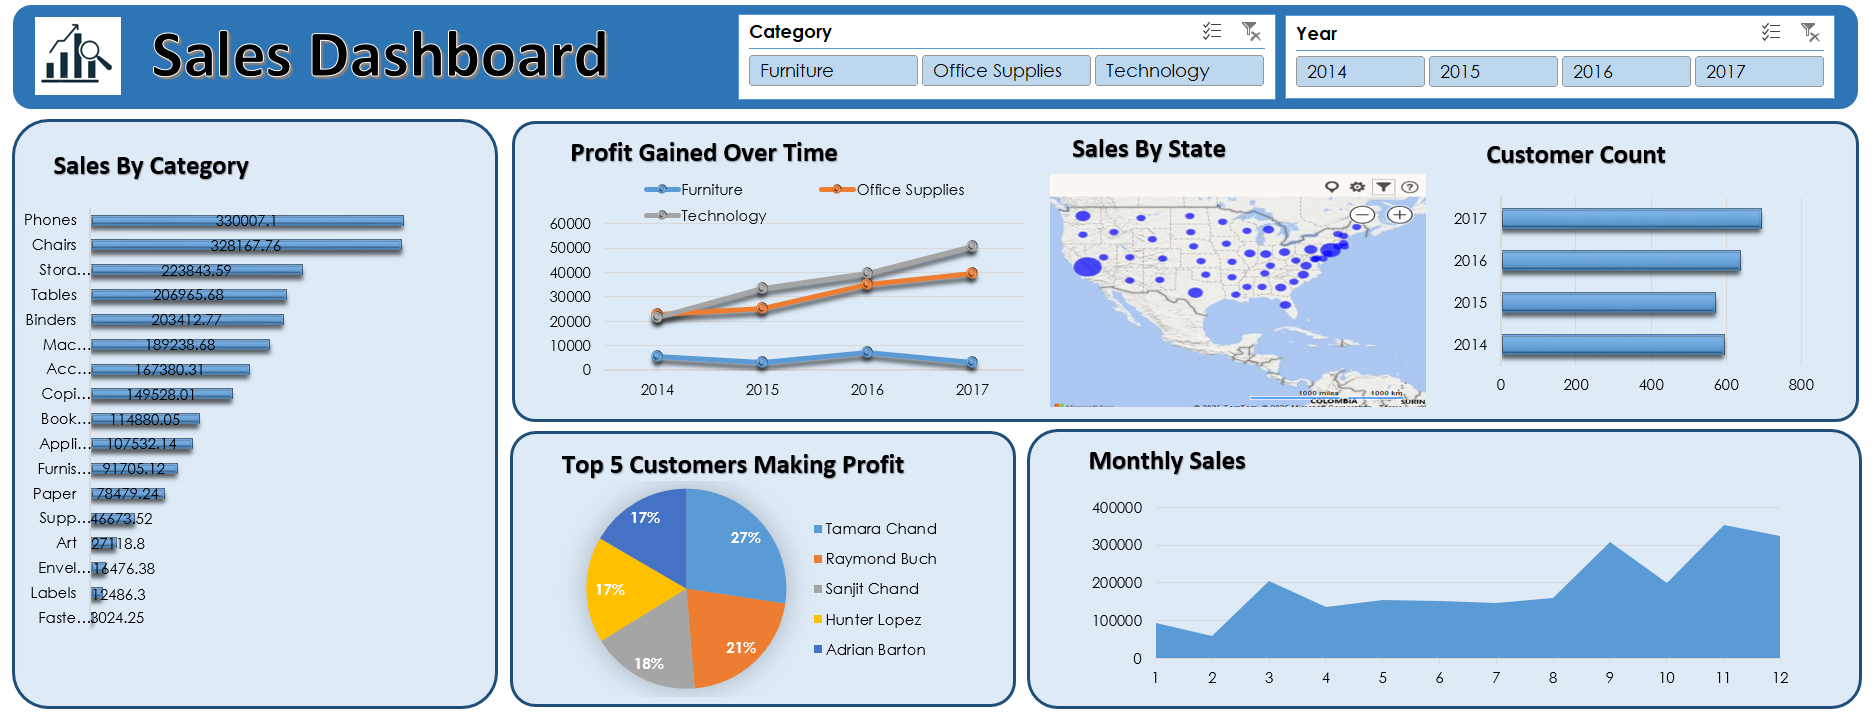 Sales Dashboard
Category
Furniture Office Supplies Technology
Year
2014 2015 2016 2017
Sales By Category
Phones 330007.1
Chairs 328167.76
Stora... 223843.59
Tables 206965.68
Binders 203412.77
Mac... 189238.68
Acc... 167380.31
Copi... 149528.01
Book... 114880.05
Appli... 107532.14
Furnis... 91705.12
Paper 78479.24
Supp... 46673.52
Art 27118.8
Envel... 16476.38
Labels 12486.3
Faste... 3024.25
Profit Gained Over Time
Furniture Office Supplies
Technology
60000
50000
40000
30000
20000
10000
0
2014 2015 2016 2017
Sales By State
1000 miles 1000 km
COLOMBIA
SURIN
Customer Count
2017
2016
2015
2014
0 200 400 600 800
Top 5 Customers Making Profit
27%
21%
18%
17%
17%
Tamara Chand
Raymond Buch
Sanjit Chand
Hunter Lopez
Adrian Barton
Monthly Sales
400000
300000
200000
100000
0
1 2 3 4 5 6 7 8 9 10 11 12